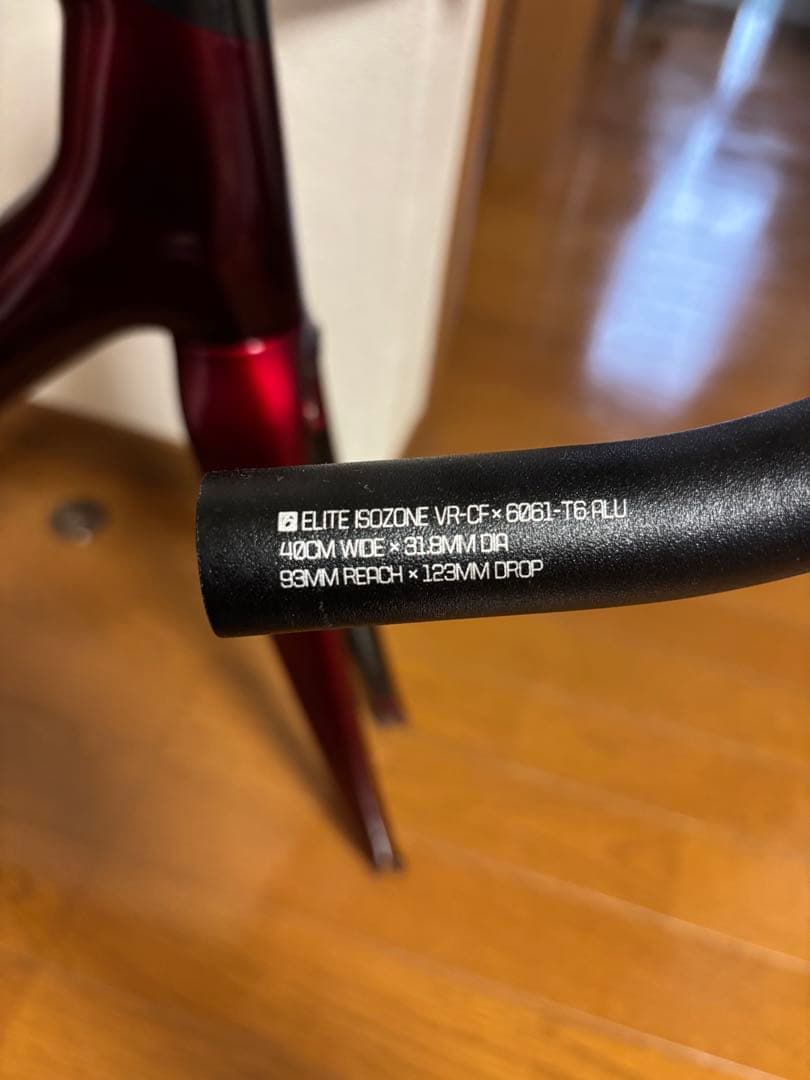 ELITE ISOZONE VR-CF × 6061-T6 ALU
40CM WIDE × 31.8MM DIA
93MM REACH × 123MM DROP